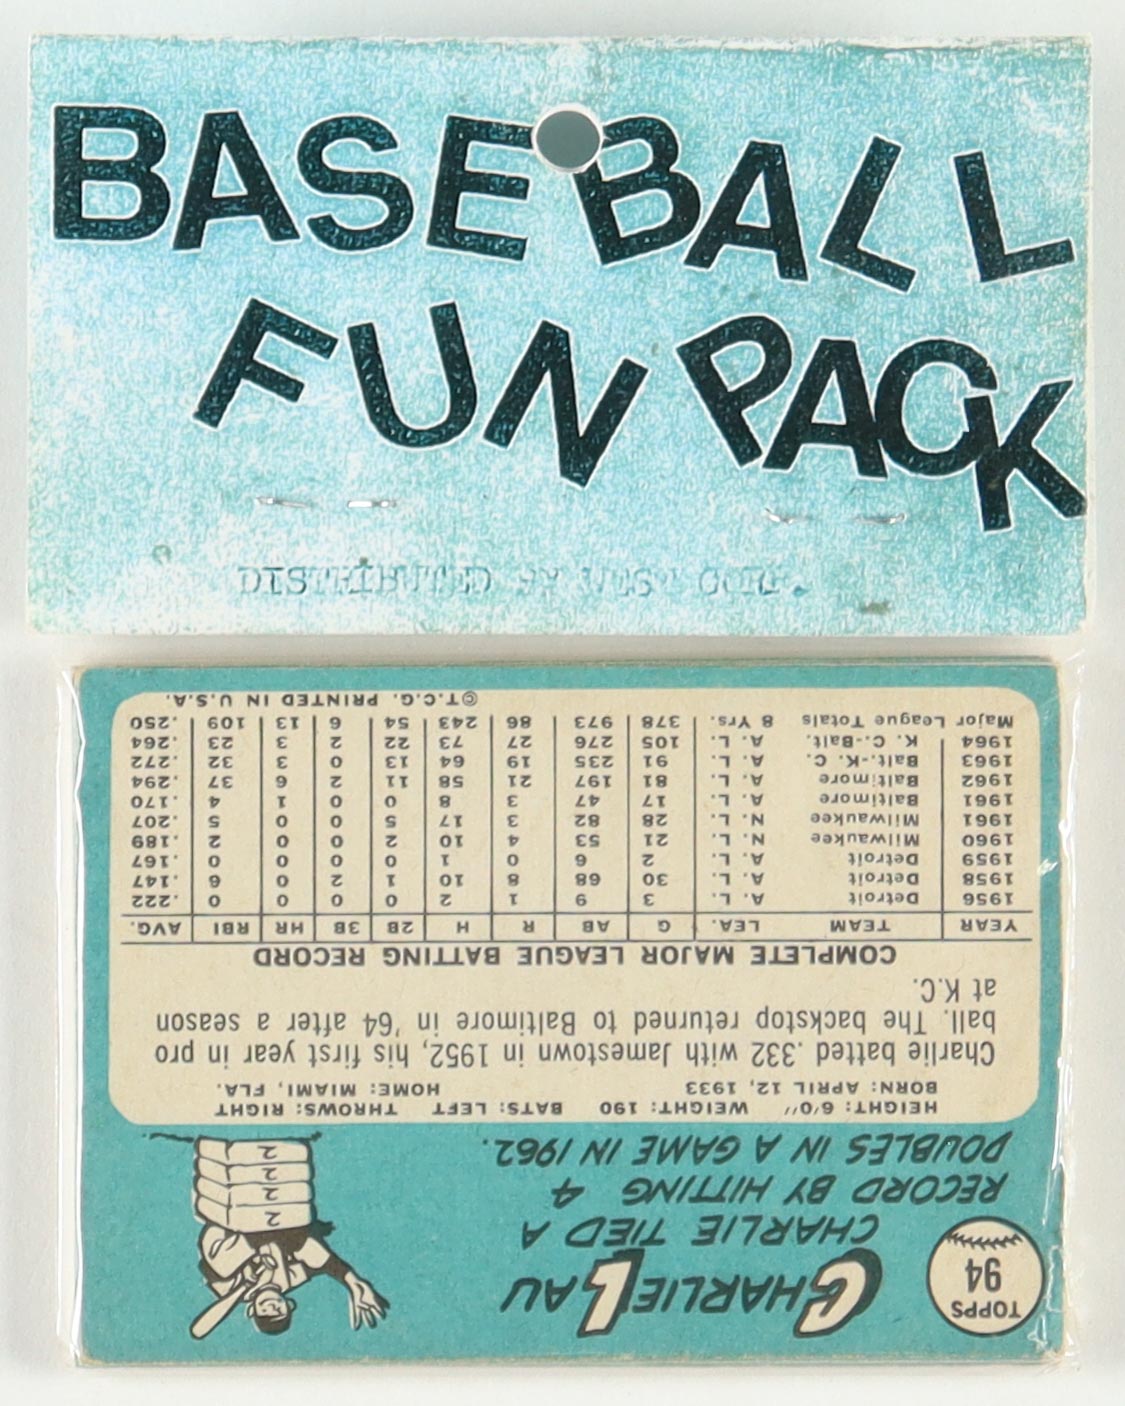 BASEBALL
FUN PACK
DISTRIBUTED BY
TOPPS
94
CHARLIE LAU
CHARLIE TIED A
RECORD BY HITTING 4
DOUBLES IN A GAME IN 1962.
2
2
2
2
HEIGHT: 6'0" WEIGHT: 190 BATS: LEFT THROWS: RIGHT
BORN: APRIL 12, 1933 HOME: MIAMI, FLA.
Charlie batted .332 with Jamestown in 1952, his first year in pro
ball. The backstop returned to Baltimore in '64 after a season
at K.C.
COMPLETE MAJOR LEAGUE BATTING RECORD
YEAR TEAM LEA. G AB R H 2B 3B HR RBI AVG.
1956 Detroit A. L. 3 9 1 2 0 0 0 0 .222
1958 Detroit A. L. 30 68 8 10 1 2 0 6 .147
1959 Detroit A. L. 2 6 0 1 0 0 0 0 .167
1960 Milwaukee N. L. 21 53 4 10 2 0 0 2 .189
1961 Milwaukee N. L. 28 82 3 17 5 0 0 5 .207
1961 Baltimore A. L. 17 47 3 8 0 0 1 4 .170
1962 Baltimore A. L. 81 197 21 58 11 2 6 37 .294
1963 Balt.-K. C. A. L. 91 235 19 64 13 0 3 32 .272
1964 K. C.-Balt. A. L. 105 276 27 73 22 2 3 23 .264
Major League Totals 8 Yrs. 378 973 86 243 54 6 13 109 .250
©T.C.G. PRINTED IN U.S.A.